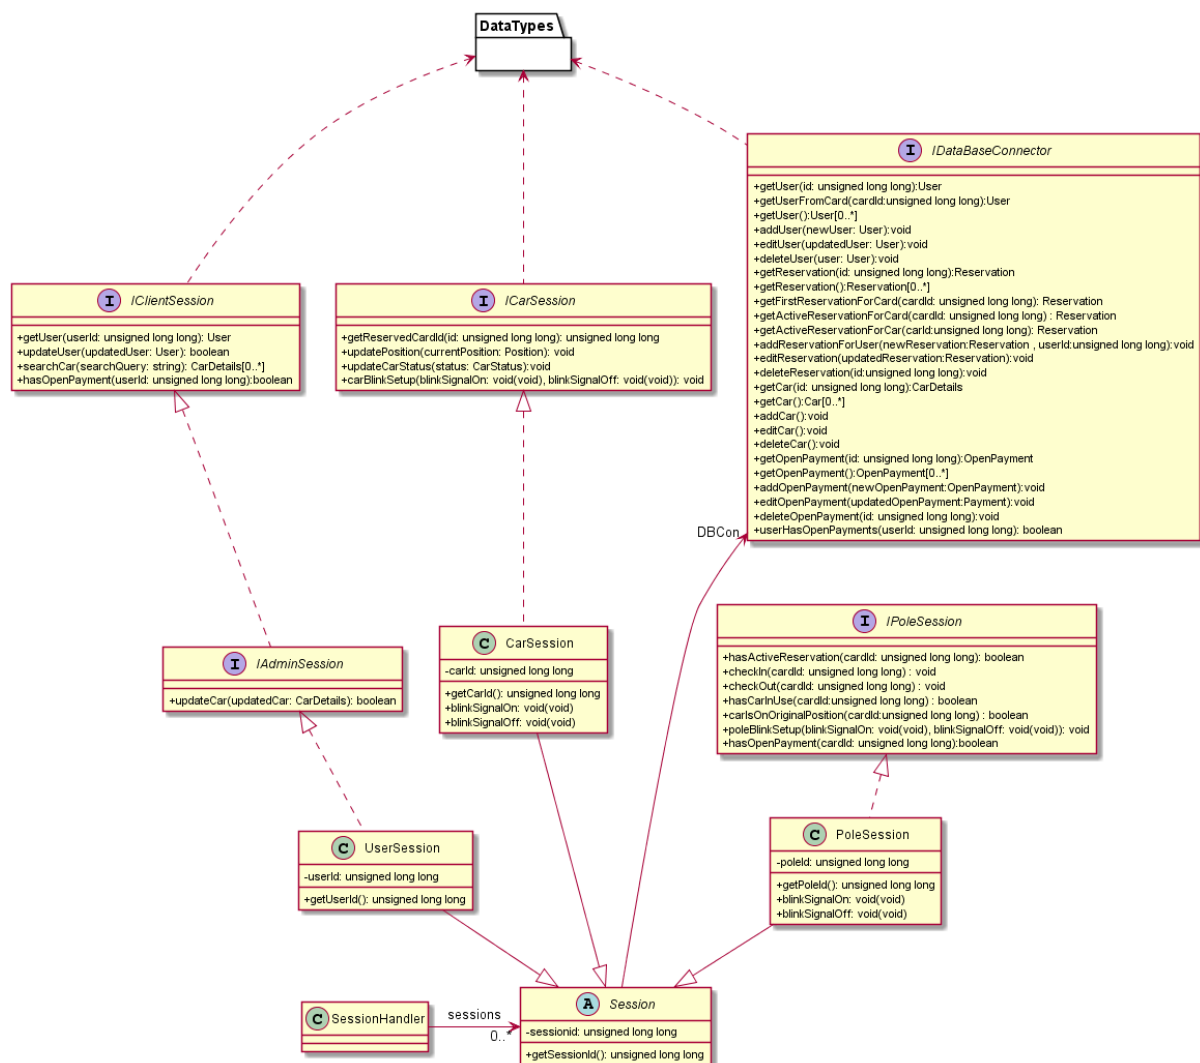 DataTypes
I IDataBaseConnector
+getUser(id: unsigned long long):User
+getUserFromCard(cardId:unsigned long long):User
+getUser():User[0..*]
+addUser(newUser: User):void
+editUser(updatedUser: User):void
+deleteUser(user: User):void
+getReservation(id: unsigned long long):Reservation
+getReservation():Reservation[0..*]
+getFirstReservationForCard(cardId: unsigned long long): Reservation
+getActiveReservationForCard(cardId: unsigned long long) : Reservation
+getActiveReservationForCar(carId:unsigned long long): Reservation
+addReservationForUser(newReservation:Reservation , userId:unsigned long long):void
+editReservation(updatedReservation:Reservation):void
+deleteReservation(id:unsigned long long):void
+getCar(id: unsigned long long):CarDetails
+getCar():Car[0..*]
+addCar():void
+editCar():void
+deleteCar():void
+getOpenPayment(id: unsigned long long):OpenPayment
+getOpenPayment():OpenPayment[0..*]
+addOpenPayment(newOpenPayment:OpenPayment):void
+editOpenPayment(updatedOpenPayment:Payment):void
+deleteOpenPayment(id: unsigned long long):void
+userHasOpenPayments(userId: unsigned long long): boolean
I IClientSession
+getUser(userId: unsigned long long): User
+updateUser(updatedUser: User): boolean
+searchCar(searchQuery: string): CarDetails[0..*]
+hasOpenPayment(userId: unsigned long long):boolean
I ICarSession
+getReservedCardId(id: unsigned long long): unsigned long long
+updatePosition(currentPosition: Position): void
+updateCarStatus(status: CarStatus):void
+carBlinkSetup(blinkSignalOn: void(void), blinkSignalOff: void(void)): void
DBCon
I IAdminSession
+updateCar(updatedCar: CarDetails): boolean
C CarSession
-carId: unsigned long long
+getCarId(): unsigned long long
+blinkSignalOn: void(void)
+blinkSignalOff: void(void)
I IPoleSession
+hasActiveReservation(cardId: unsigned long long): boolean
+checkIn(cardId: unsigned long long) : void
+checkOut(cardId: unsigned long long) : void
+hasCarInUse(cardId:unsigned long long) : boolean
+carIsOnOriginalPosition(cardId:unsigned long long) : boolean
+poleBlinkSetup(blinkSignalOn: void(void), blinkSignalOff: void(void)): void
+hasOpenPayment(cardId: unsigned long long):boolean
C UserSession
-userId: unsigned long long
+getUserId(): unsigned long long
C PoleSession
-poleId: unsigned long long
+getPoleId(): unsigned long long
+blinkSignalOn: void(void)
+blinkSignalOff: void(void)
C SessionHandler
sessions
0..*
A Session
-sessionid: unsigned long long
+getSessionId(): unsigned long long